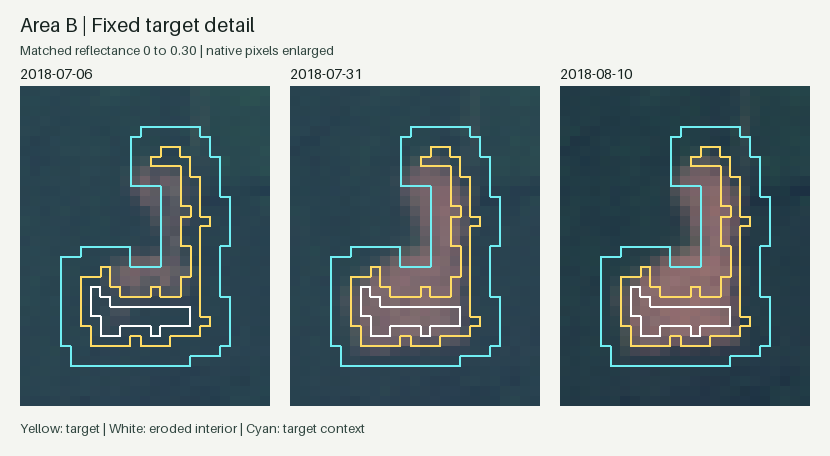 Area B | Fixed target detail
Matched reflectance 0 to 0.30 | native pixels enlarged
2018-07-06
2018-07-31
2018-08-10
Yellow: target | White: eroded interior | Cyan: target context